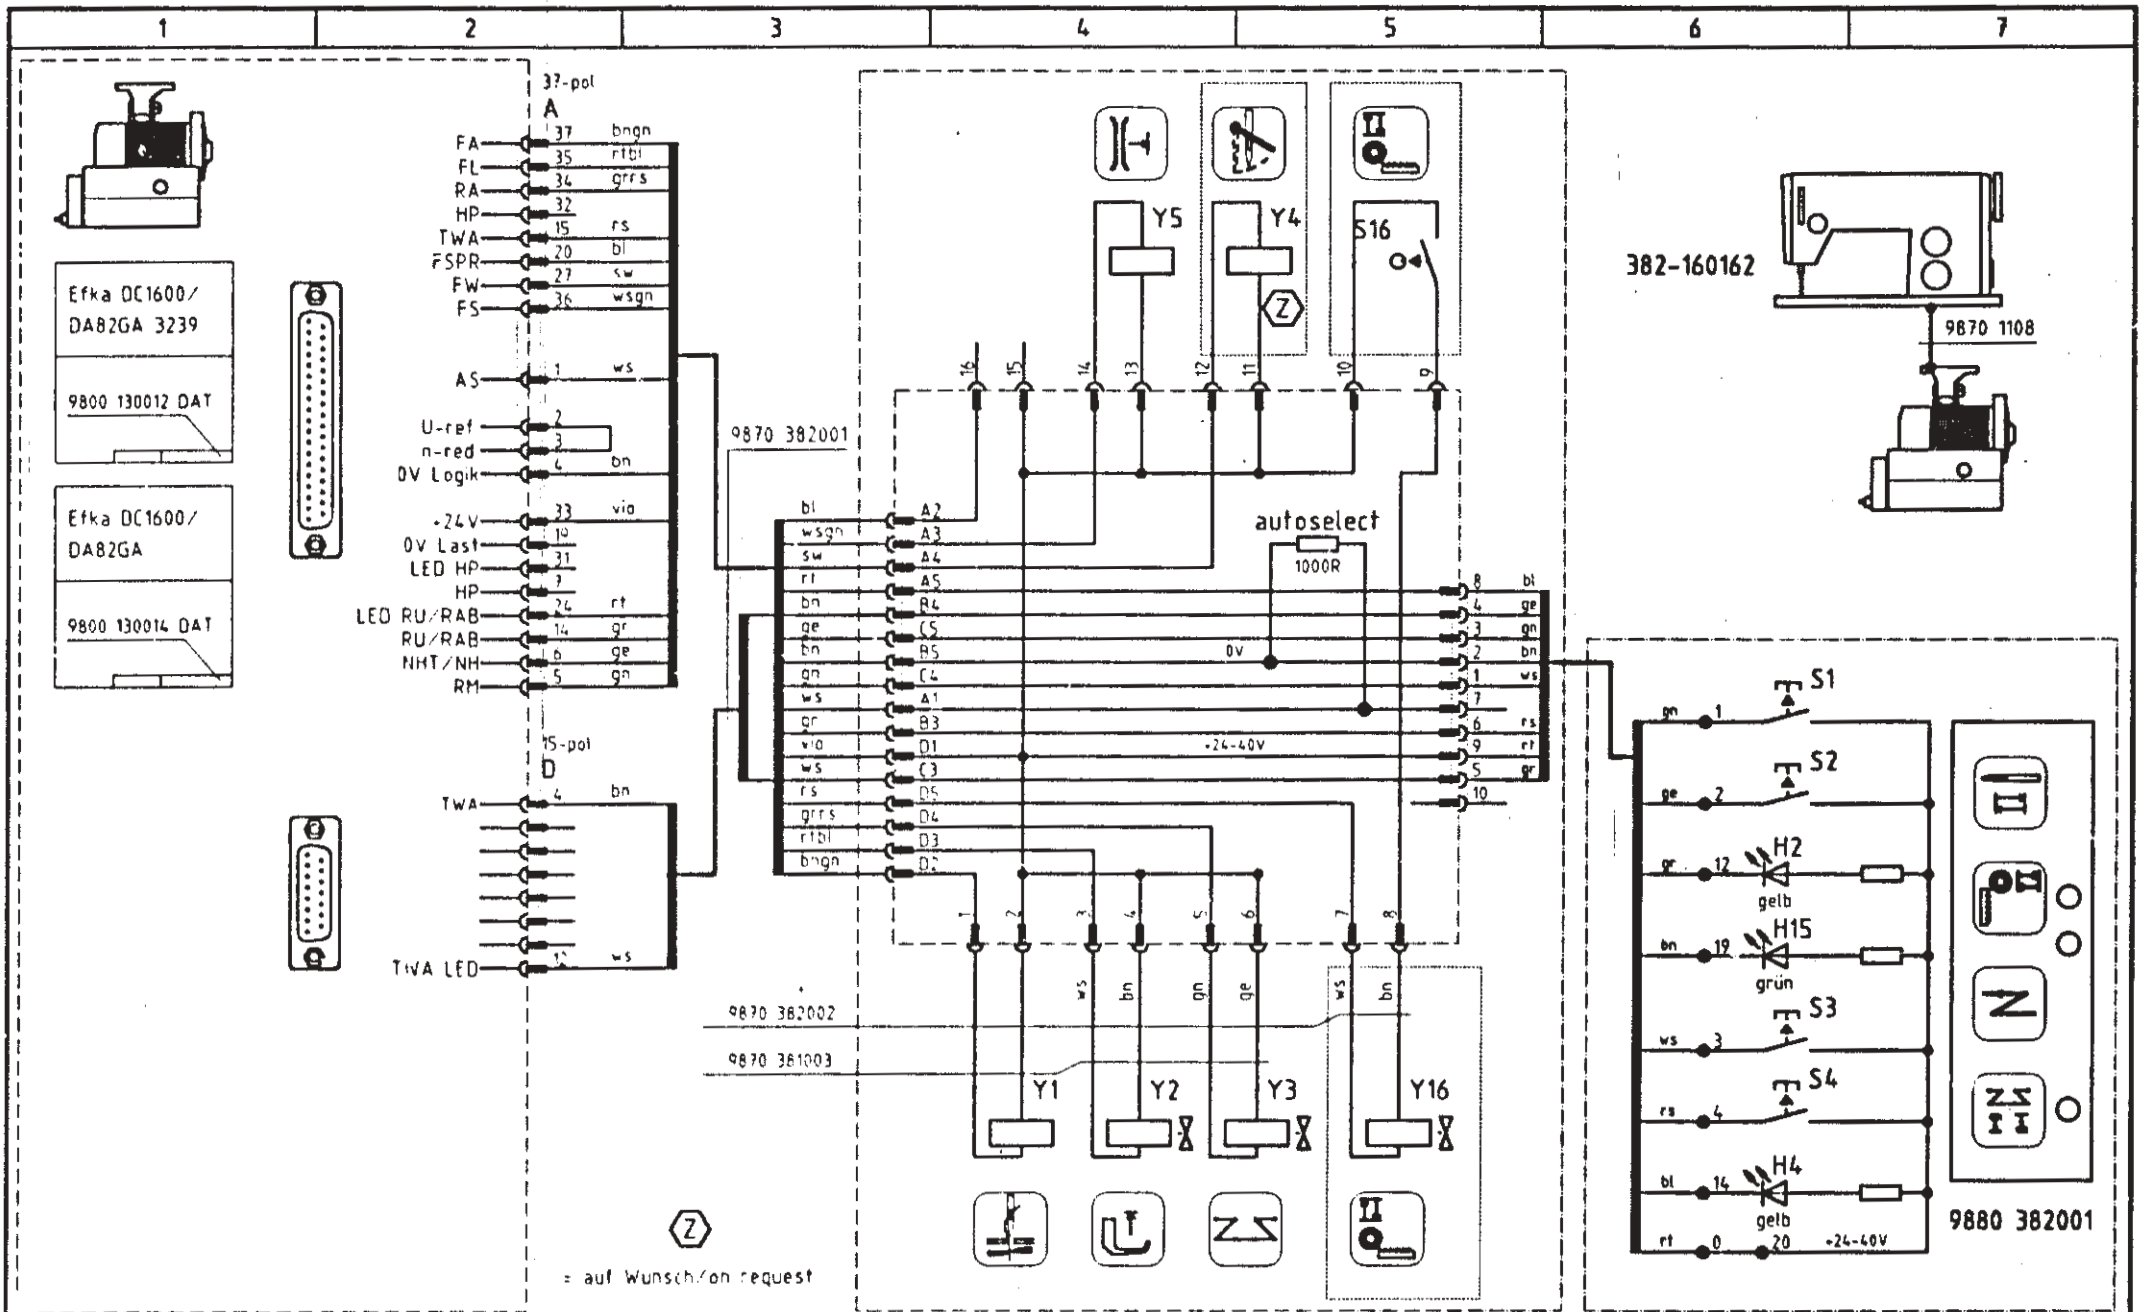 1 2 3 4 5 6 7
37-pol
A
FA 37 bngn
FL 35 rtbl
RA 34 grrs
HP 32
TWA 15 rs
FSPR 20 bl
FW 27 sw
FS 36 wsgn
AS 1 ws
U-ref 2
n-red 3
0V Logik 4 bn
+24V 33 vio
0V Last 19
LED HP 31
HP 7
LED RU/RAB 24 rt
RU/RAB 14 gr
NHT/NH 6 ge
RM 5 gn
15-pol
D
TWA 4 bn
TWA LED 12 ws
Efka DC1600/
DA82GA 3239
9800 130012 DAT
Efka DC1600/
DA82GA
9800 130014 DAT
9870 382001
Y5
Y4
Z
S16
16 15 14 13 12 11 10 9
bl A2
wsgn A3
sw A4
rt A5 8 bl
bn B4 4 ge
ge C5 3 gn
bn B5 0V 2 bn
gn C4 1 ws
ws A1 7
gr B3 6 rs
vio D1 +24-40V 9 rt
ws C3 5 gr
rs D5 10
grrs D4
rtbl D3
bngn D2
autoselect
1000R
1 2 3 4 5 6 7 8
ws bn gn ge ws bn
9870 382002
9870 381003
Y1 Y2 Y3 Y16
Z
= auf Wunsch/on request
382-160162
9870 1108
gn 1 S1
ge 2 S2
gr 12 H2
gelb
bn 19 H15
grün
ws 3 S3
rs 4 S4
bl 14 H4
gelb
rt 0 20 +24-40V
9880 382001